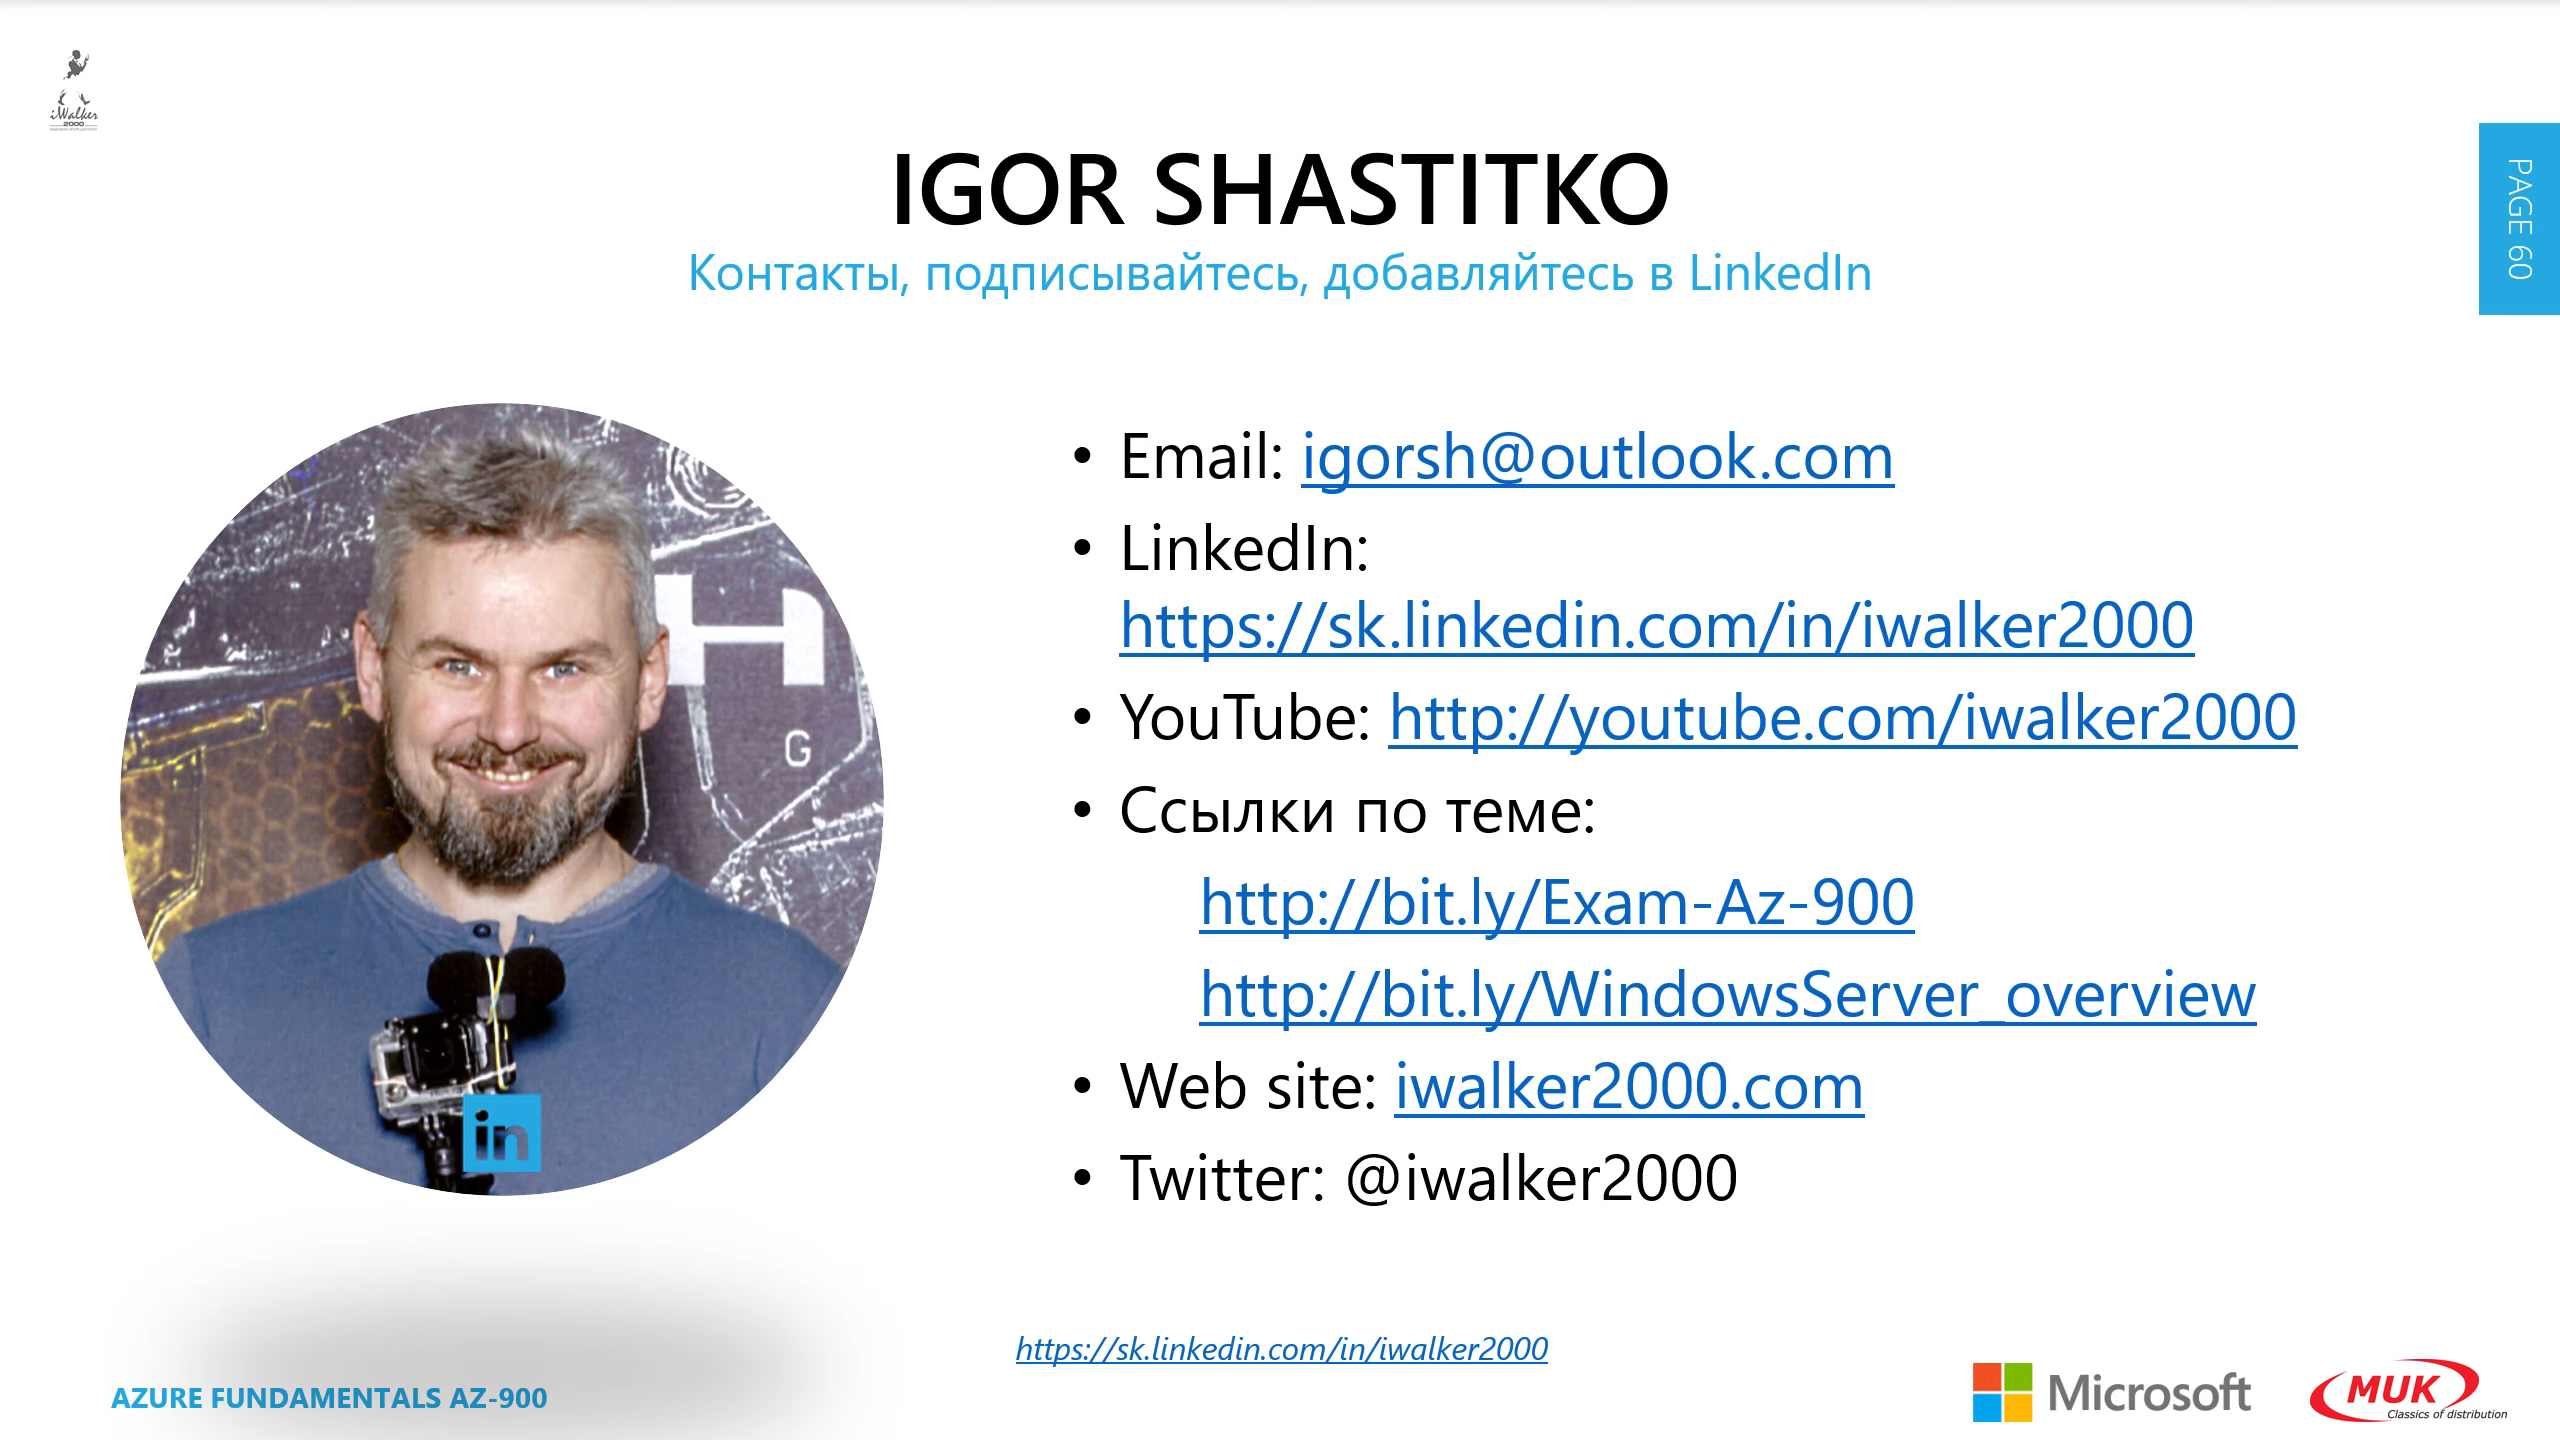 iWalker
2000
IGOR SHASTITKO
Контакты, подписывайтесь, добавляйтесь в LinkedIn
PAGE 60
H
G
in
• Email: igorsh@outlook.com
• LinkedIn:
https://sk.linkedin.com/in/iwalker2000
• YouTube: http://youtube.com/iwalker2000
• Ссылки по теме:
http://bit.ly/Exam-Az-900
http://bit.ly/WindowsServer_overview
• Web site: iwalker2000.com
• Twitter: @iwalker2000
https://sk.linkedin.com/in/iwalker2000
AZURE FUNDAMENTALS AZ-900
Microsoft
MUK
Classics of distribution